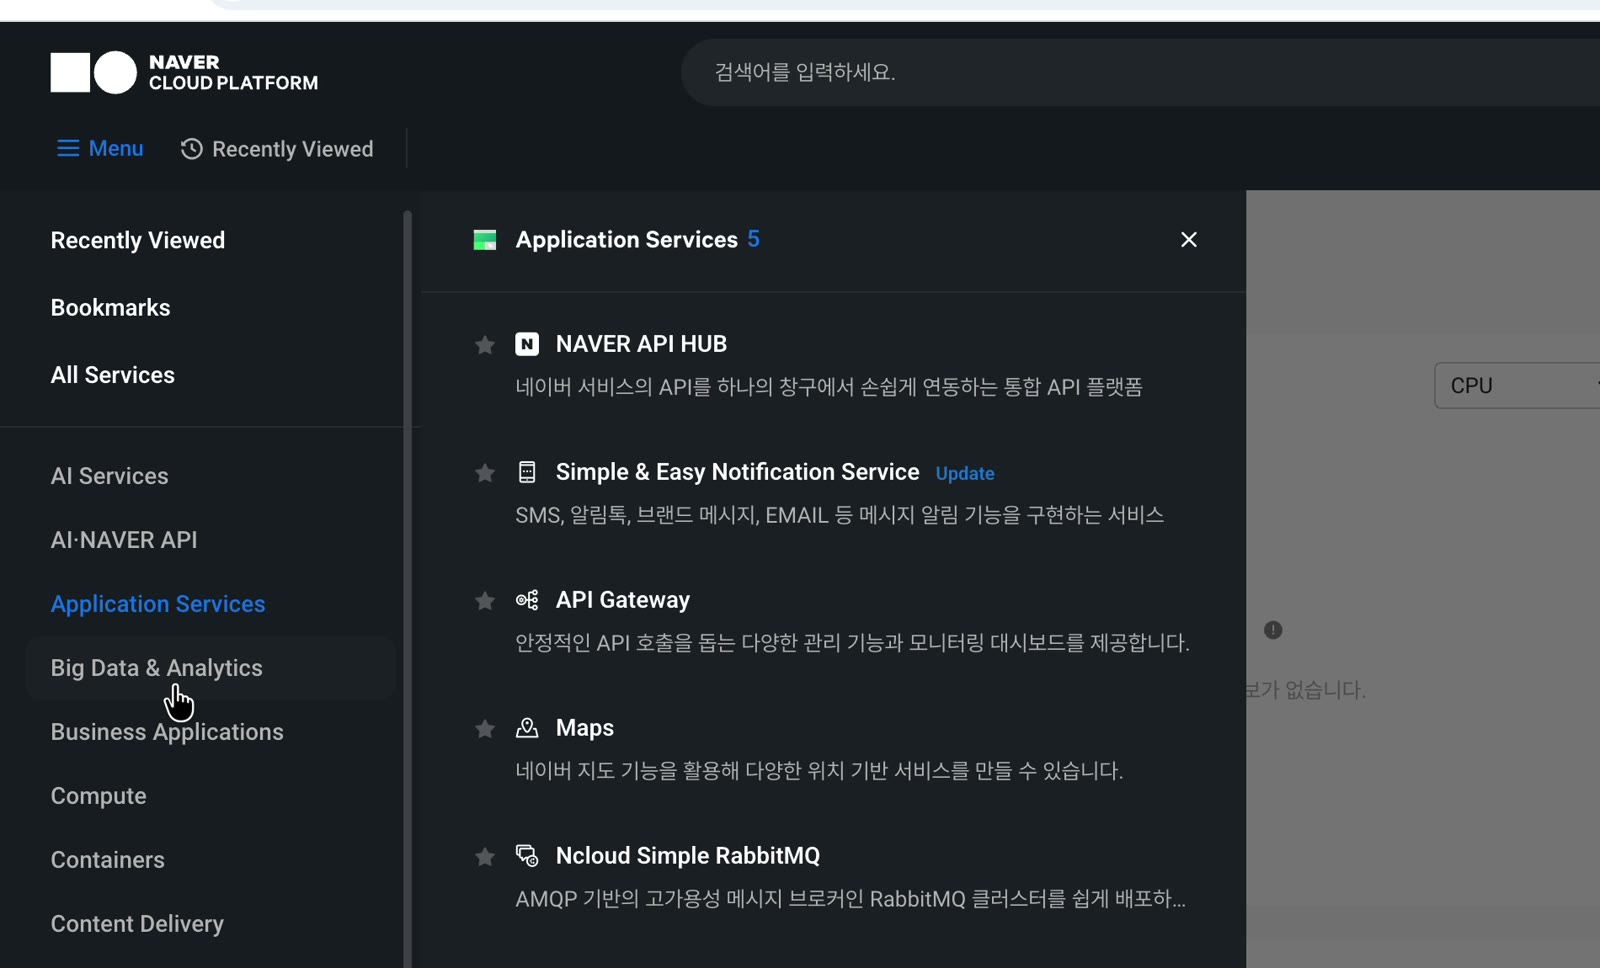 NAVER
CLOUD PLATFORM
검색어를 입력하세요.
Menu
Recently Viewed
Recently Viewed
Bookmarks
All Services
AI Services
AI·NAVER API
Application Services
Big Data & Analytics
Business Applications
Compute
Containers
Content Delivery
Application Services 5
N
NAVER API HUB
네이버 서비스의 API를 하나의 창구에서 손쉽게 연동하는 통합 API 플랫폼
Simple & Easy Notification Service Update
SMS, 알림톡, 브랜드 메시지, EMAIL 등 메시지 알림 기능을 구현하는 서비스
API Gateway
안정적인 API 호출을 돕는 다양한 관리 기능과 모니터링 대시보드를 제공합니다.
Maps
네이버 지도 기능을 활용해 다양한 위치 기반 서비스를 만들 수 있습니다.
Ncloud Simple RabbitMQ
AMQP 기반의 고가용성 메시지 브로커인 RabbitMQ 클러스터를 쉽게 배포하...
CPU
보가 없습니다.